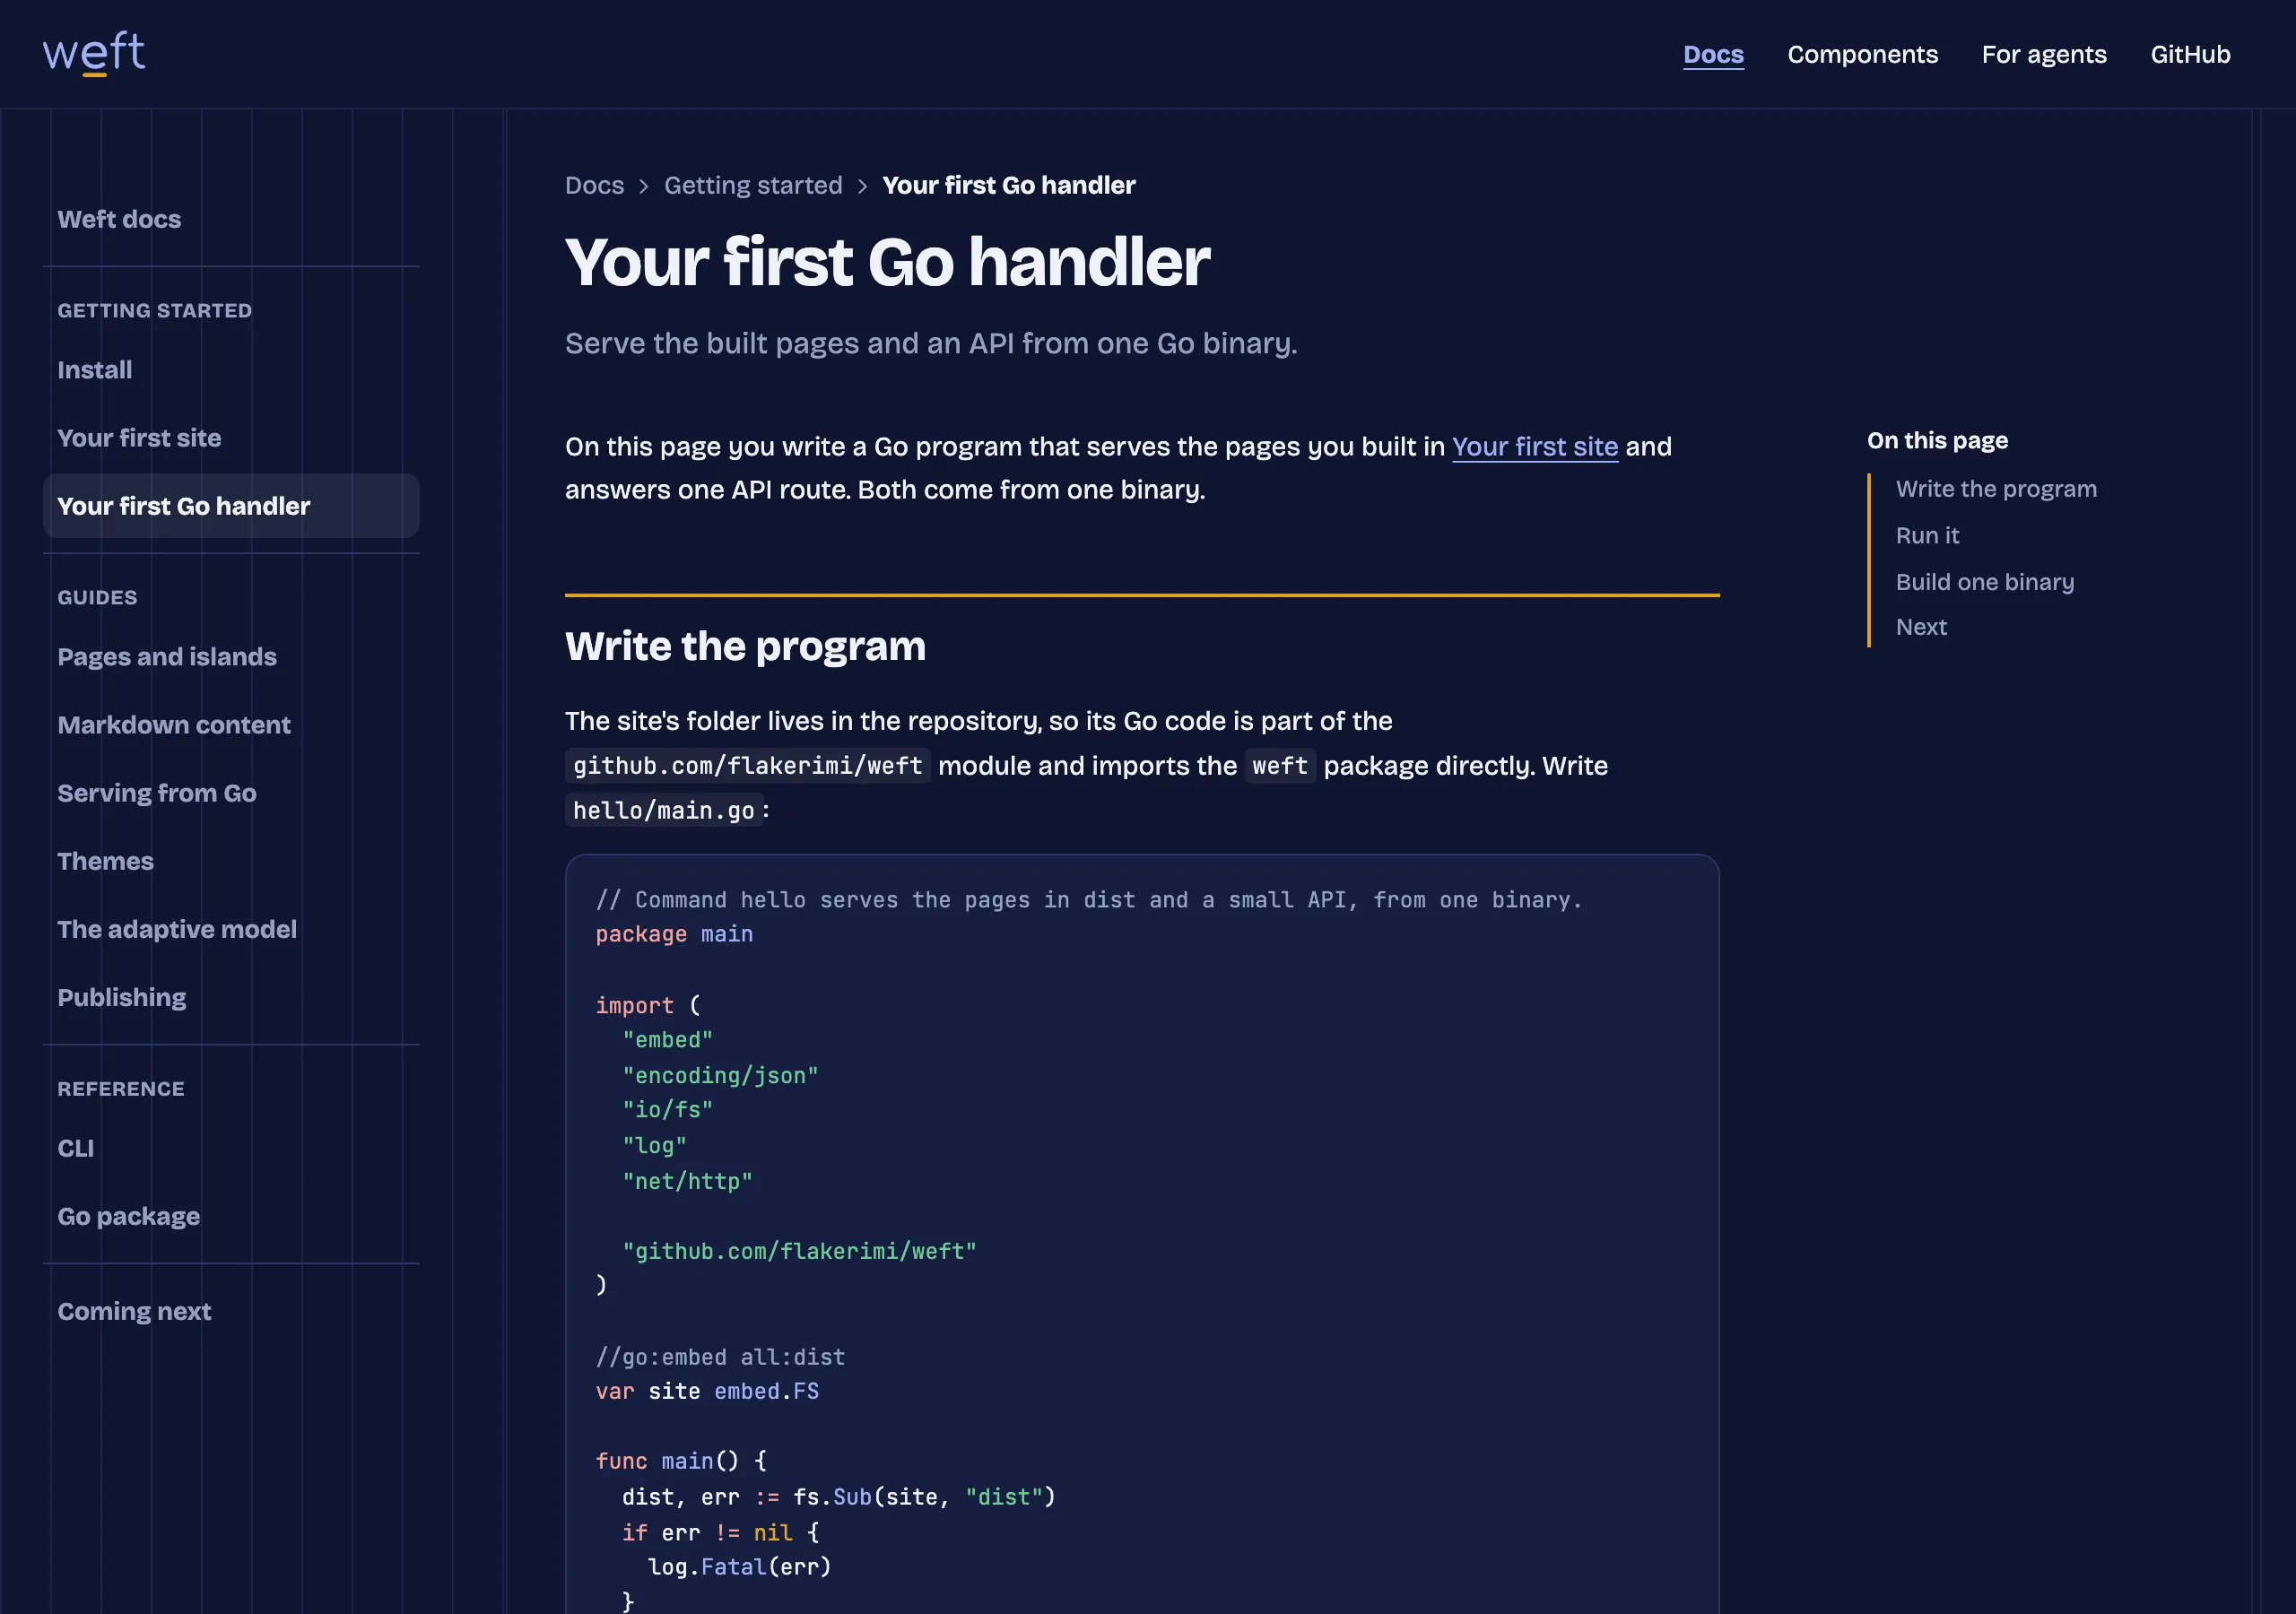 weft
Docs
Components
For agents
GitHub
Weft docs
GETTING STARTED
Install
Your first site
Your first Go handler
GUIDES
Pages and islands
Markdown content
Serving from Go
Themes
The adaptive model
Publishing
REFERENCE
CLI
Go package
Coming next
Docs > Getting started > Your first Go handler
Your first Go handler
Serve the built pages and an API from one Go binary.
On this page you write a Go program that serves the pages you built in Your first site and
answers one API route. Both come from one binary.
Write the program
The site's folder lives in the repository, so its Go code is part of the
github.com/flakerimi/weft module and imports the weft package directly. Write
hello/main.go:
// Command hello serves the pages in dist and a small API, from one binary.
package main
import (
"embed"
"encoding/json"
"io/fs"
"log"
"net/http"
"github.com/flakerimi/weft"
)
//go:embed all:dist
var site embed.FS
func main() {
dist, err := fs.Sub(site, "dist")
if err != nil {
log.Fatal(err)
}
On this page
Write the program
Run it
Build one binary
Next